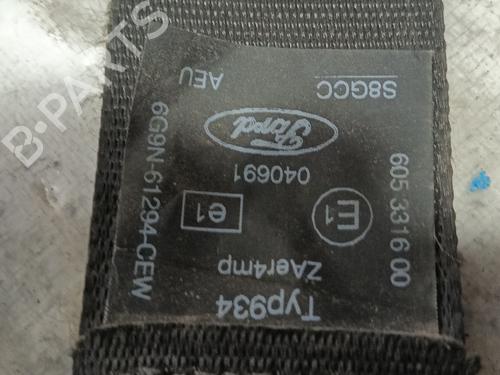 Typ934
ZAer4mp
E1
e1
040691
Ford
S8GCC
AEU
605 3316 00
6G9N-61294-CEW
B-PARTS